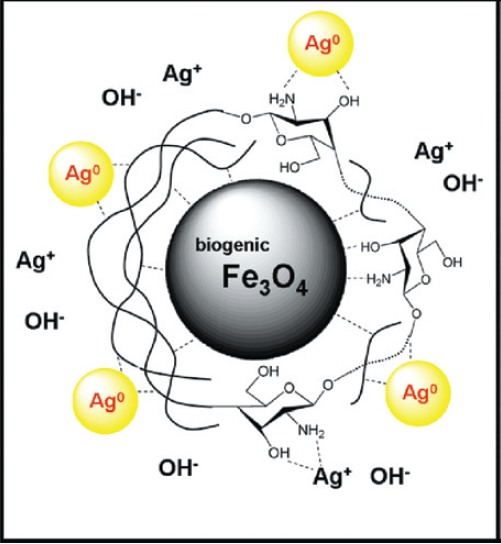 Ag⁰
Ag⁺
OH⁻
H₂N
OH
O
O
HO
Ag⁺
OH⁻
Ag⁰
biogenic
Fe₃O₄
HO
H₂N
O
OH
O
Ag⁺
OH⁻
OH
O
O
Ag⁰
Ag⁰
NH₂
OH
OH⁻
Ag⁺
OH⁻